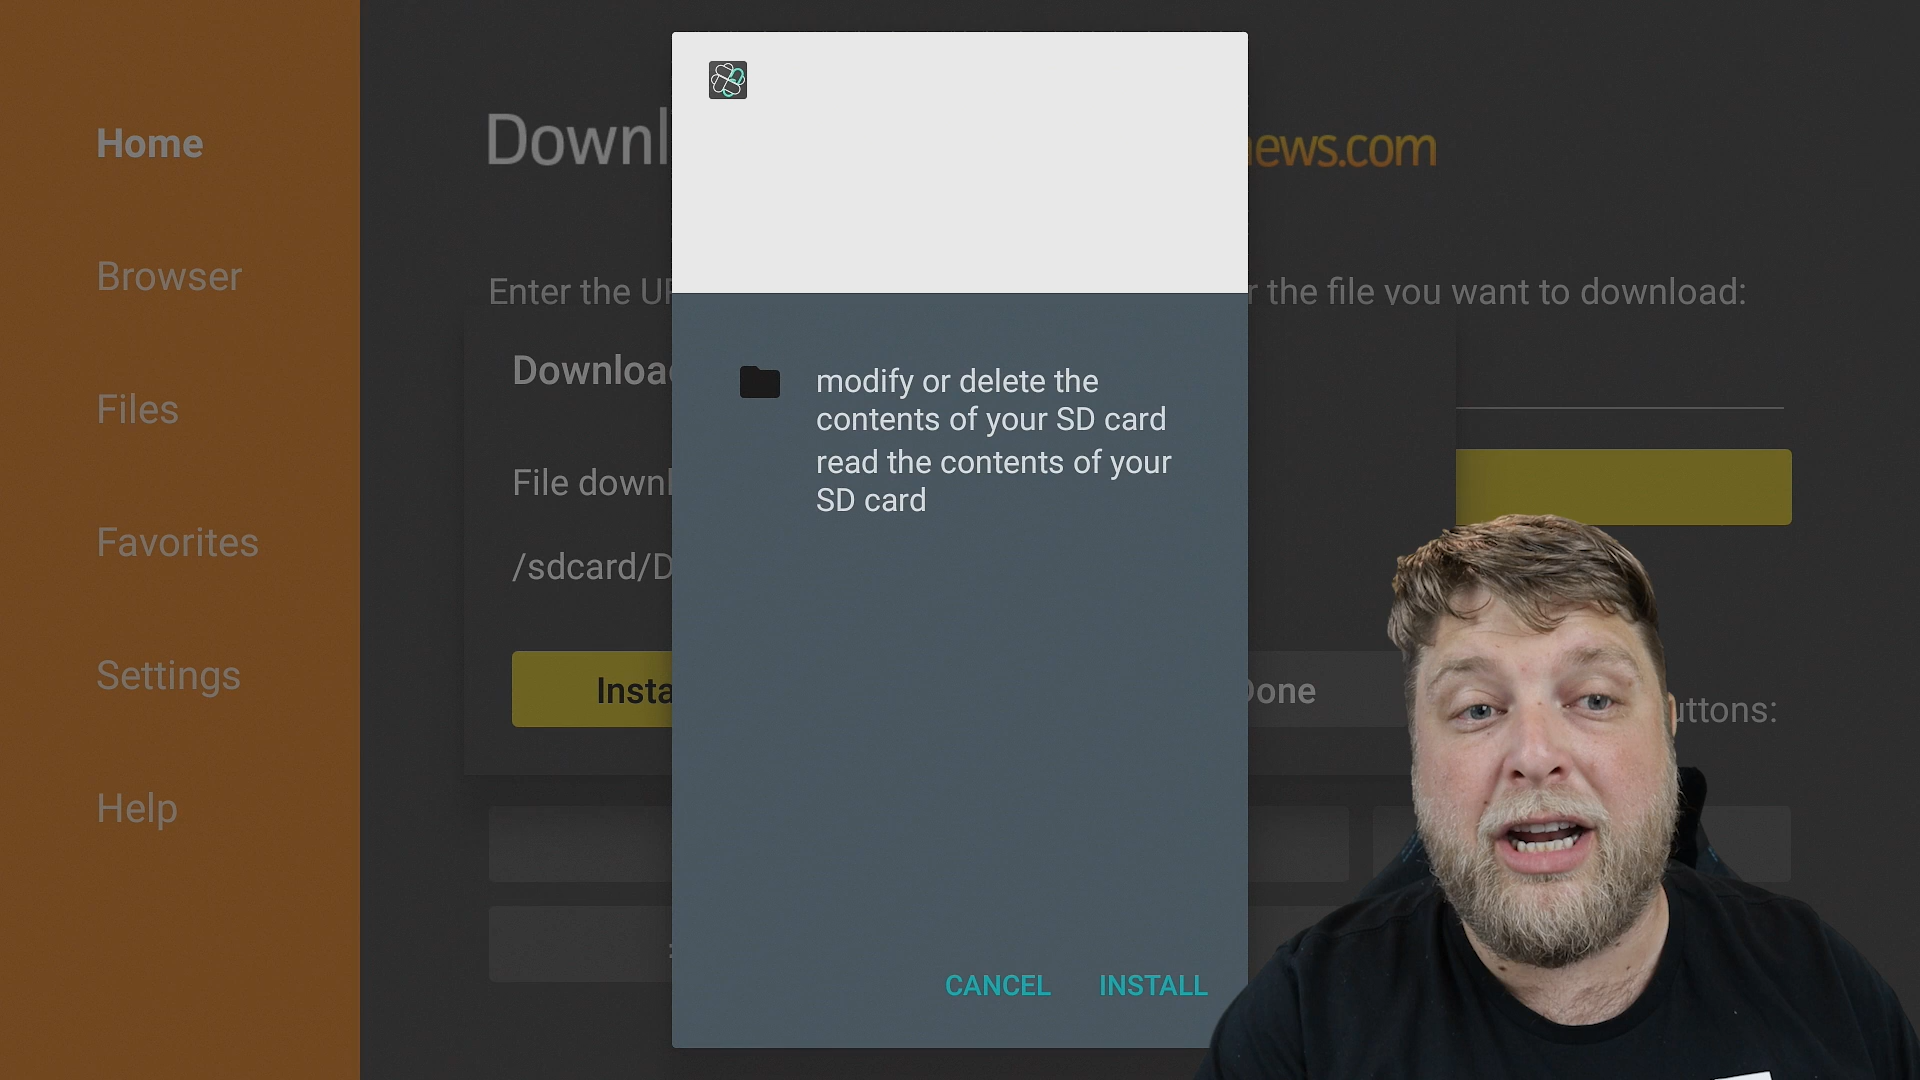 Home
Browser
Files
Favorites
Settings
Help
Downl
ews.com
Enter the
the file you want to download:
Downloa
File downl
/sdcard/D
Insta
Done
uttons:
modify or delete the
contents of your SD card
read the contents of your
SD card
CANCEL
INSTALL